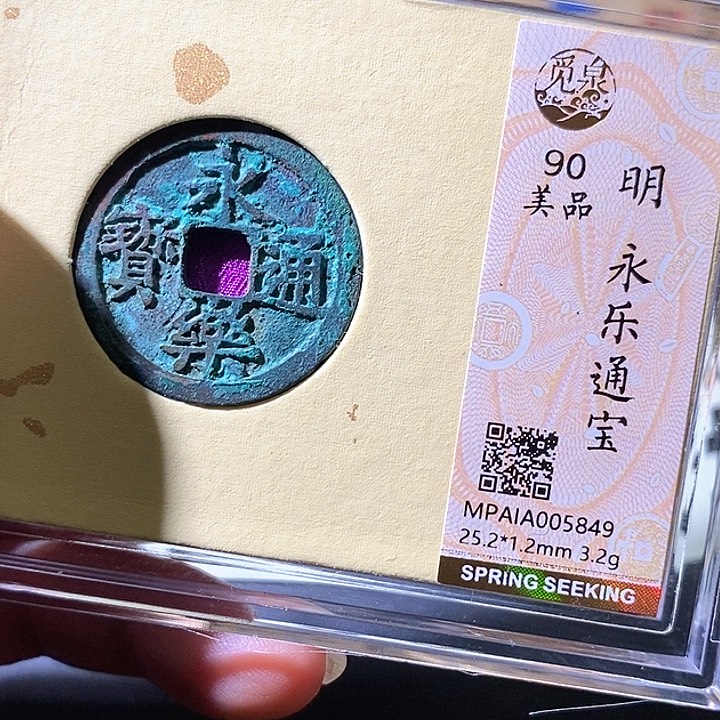 永樂通寶
觅泉
90
美品
明
永乐通宝
MPAIA005849
25.2*1.2mm 3.2g
SPRING SEEKING